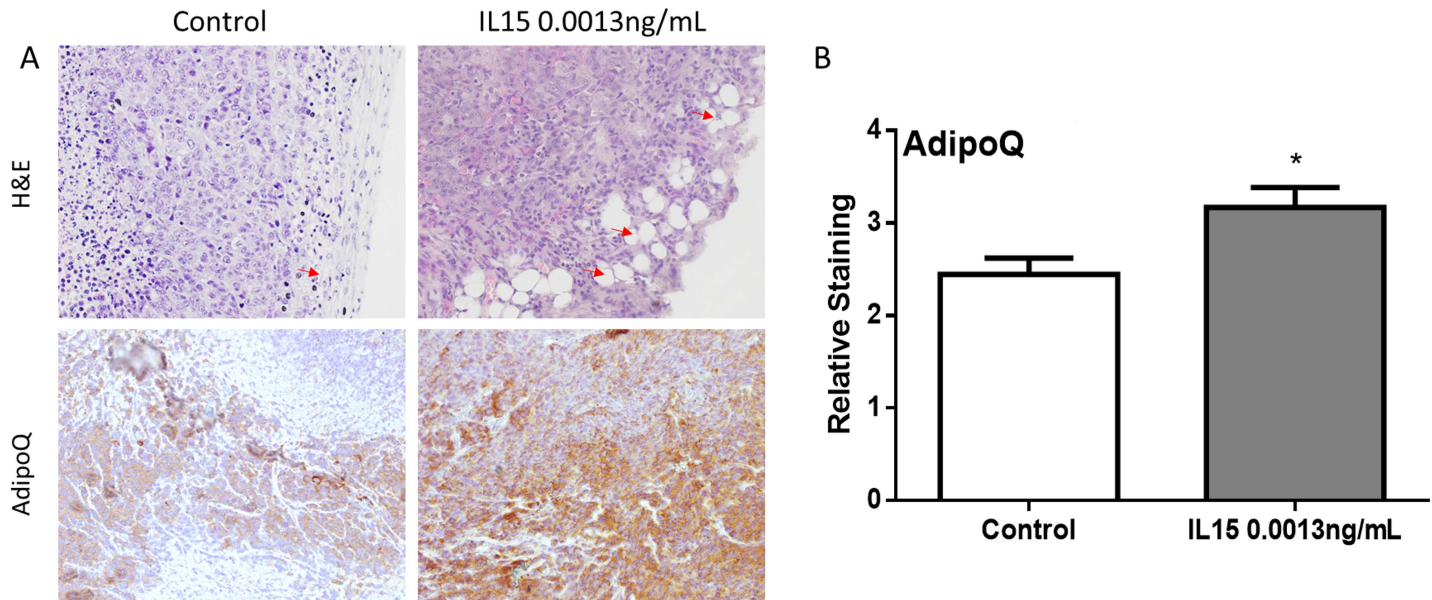 Control
IL15 0.0013ng/mL
A
B
H&E
AdipoQ
AdipoQ
*
Relative Staining
4
3
2
1
0
Control
IL15 0.0013ng/mL